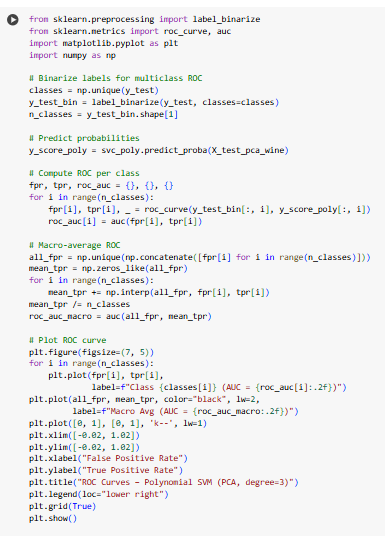 from sklearn.preprocessing import label_binarize
from sklearn.metrics import roc_curve, auc
import matplotlib.pyplot as plt
import numpy as np

# Binarize labels for multiclass ROC
classes = np.unique(y_test)
y_test_bin = label_binarize(y_test, classes=classes)
n_classes = y_test_bin.shape[1]

# Predict probabilities
y_score_poly = svc_poly.predict_proba(X_test_pca_wine)

# Compute ROC per class
fpr, tpr, roc_auc = {}, {}, {}
for i in range(n_classes):
    fpr[i], tpr[i], _ = roc_curve(y_test_bin[:, i], y_score_poly[:, i])
    roc_auc[i] = auc(fpr[i], tpr[i])

# Macro-average ROC
all_fpr = np.unique(np.concatenate([fpr[i] for i in range(n_classes)]))
mean_tpr = np.zeros_like(all_fpr)
for i in range(n_classes):
    mean_tpr += np.interp(all_fpr, fpr[i], tpr[i])
mean_tpr /= n_classes
roc_auc_macro = auc(all_fpr, mean_tpr)

# Plot ROC curve
plt.figure(figsize=(7, 5))
for i in range(n_classes):
    plt.plot(fpr[i], tpr[i],
             label=f"Class {classes[i]} (AUC = {roc_auc[i]:.2f})")
plt.plot(all_fpr, mean_tpr, color="black", lw=2,
         label=f"Macro Avg (AUC = {roc_auc_macro:.2f})")
plt.plot([0, 1], [0, 1], 'k--', lw=1)
plt.xlim([-0.02, 1.02])
plt.ylim([-0.02, 1.02])
plt.xlabel("False Positive Rate")
plt.ylabel("True Positive Rate")
plt.title("ROC Curves – Polynomial SVM (PCA, degree=3)")
plt.legend(loc="lower right")
plt.grid(True)
plt.show()